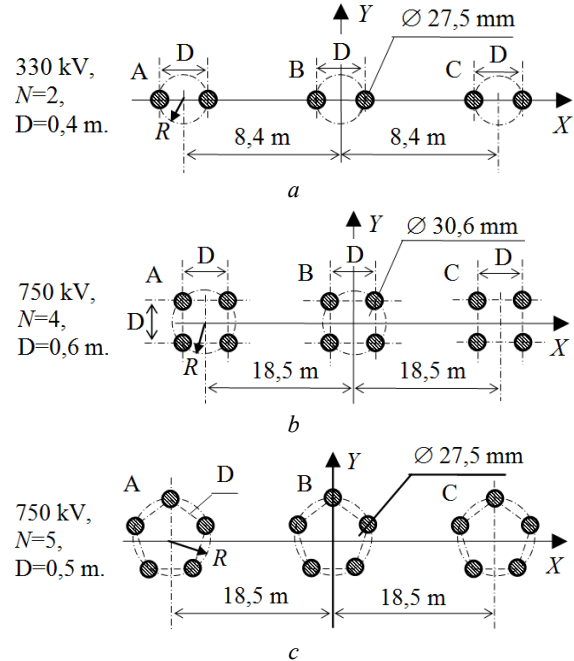 330 kV,
N=2,
D=0,4 m.
A
D
B
D
C
D
Y
Ø 27,5 mm
R
X
8,4 m
8,4 m
a
750 kV,
N=4,
D=0,6 m.
A
D
B
D
C
D
Y
Ø 30,6 mm
D
R
X
18,5 m
18,5 m
b
750 kV,
N=5,
D=0,5 m.
A
D
B
C
Y
Ø 27,5 mm
R
X
18,5 m
18,5 m
c